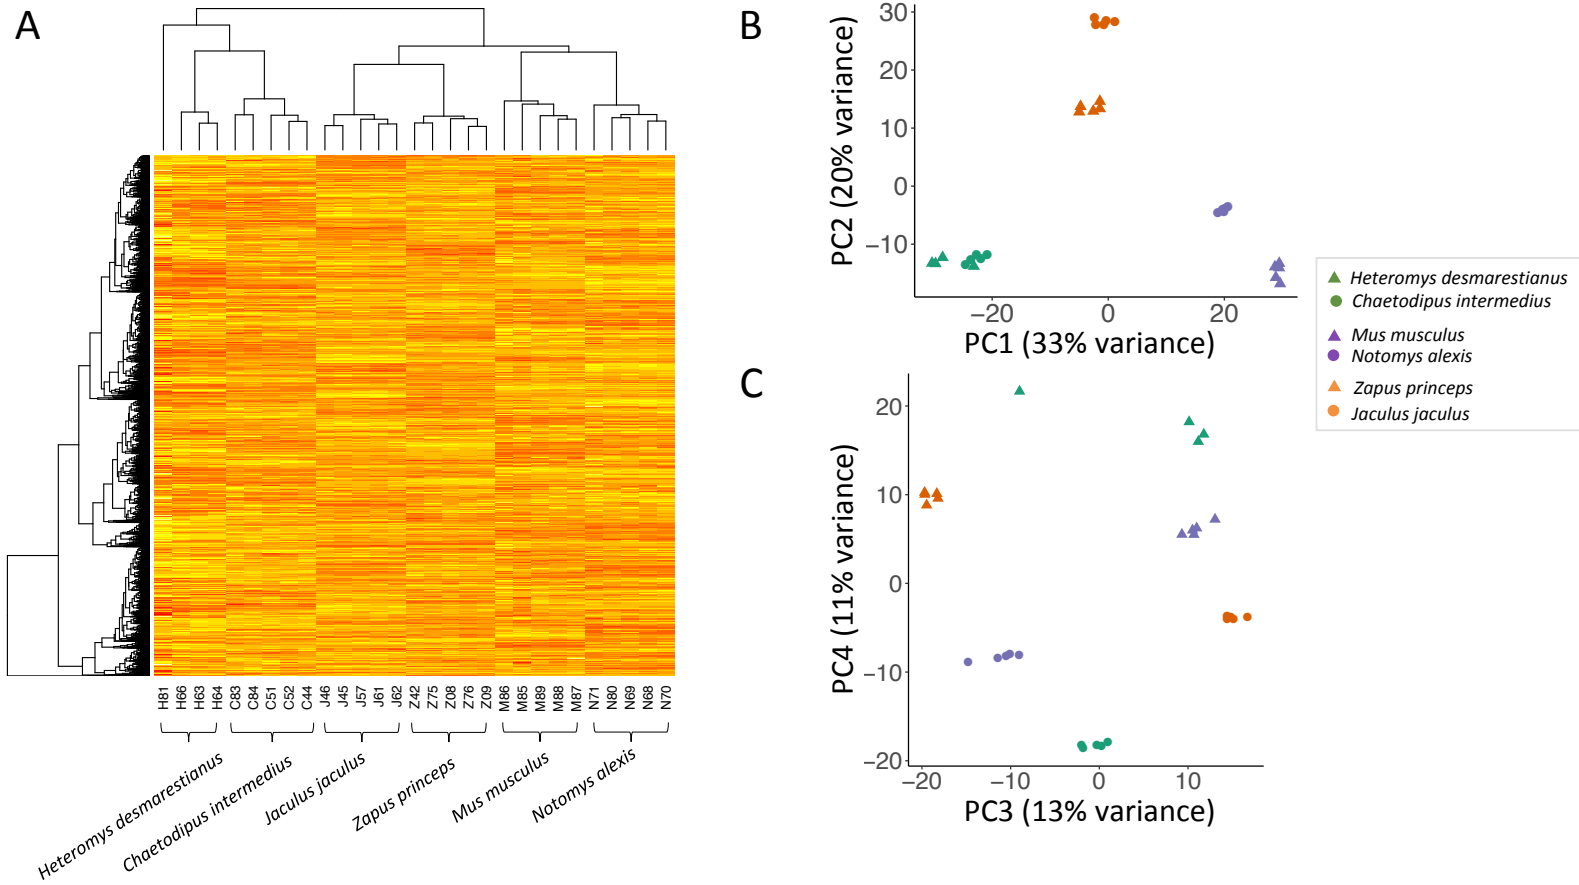 A
H81 H66 H63 H64 C83 C84 C51 C52 C44 J46 J45 J57 J61 J62 Z42 Z75 Z08 Z76 Z09 M86 M85 M89 M88 M87 N71 N80 N69 N68 N70
Heteromys desmarestianus
Chaetodipus intermedius
Jaculus jaculus
Zapus princeps
Mus musculus
Notomys alexis
B
PC2 (20% variance)
30
20
10
0
−10
−20 0 20
PC1 (33% variance)
Heteromys desmarestianus
Chaetodipus intermedius
Mus musculus
Notomys alexis
Zapus princeps
Jaculus jaculus
C
PC4 (11% variance)
20
10
0
−10
−20
−20 −10 0 10
PC3 (13% variance)